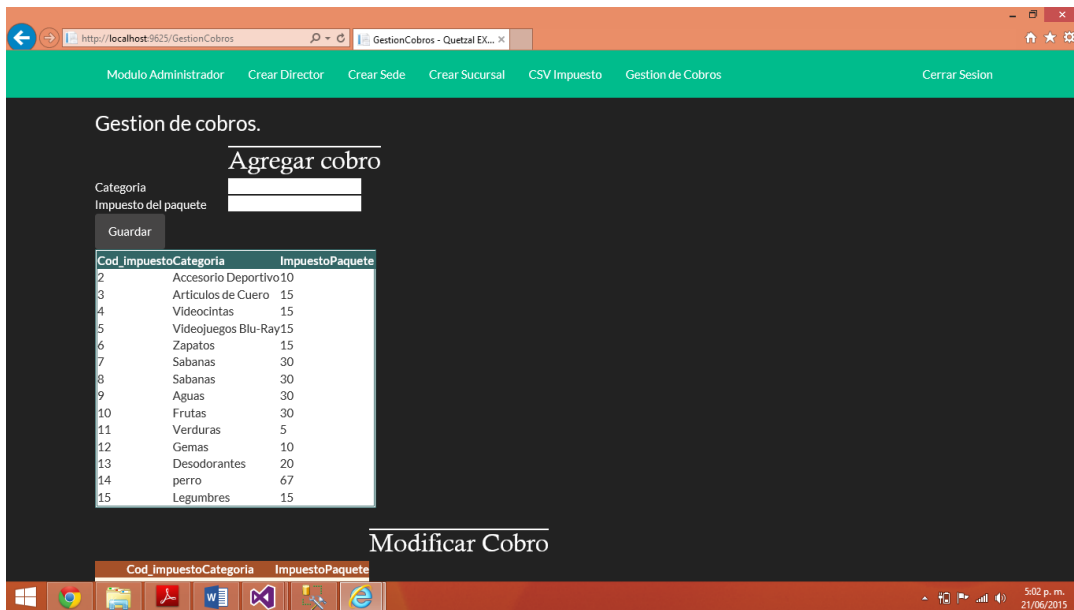 http://localhost:9625/GestionCobros
GestionCobros - Quetzal EX...
Modulo Administrador Crear Director Crear Sede Crear Sucursal CSV Impuesto Gestion de Cobros Cerrar Sesion
Gestion de cobros.
Agregar cobro
Categoria
Impuesto del paquete
Guardar
Cod_impuesto Categoria ImpuestoPaquete
2 Accesorio Deportivo 10
3 Articulos de Cuero 15
4 Videocintas 15
5 Videojuegos Blu-Ray 15
6 Zapatos 15
7 Sabanas 30
8 Sabanas 30
9 Aguas 30
10 Frutas 30
11 Verduras 5
12 Gemas 10
13 Desodorantes 20
14 perro 67
15 Legumbres 15
Modificar Cobro
Cod_impuesto Categoria ImpuestoPaquete
5:02 p. m.
21/06/2015